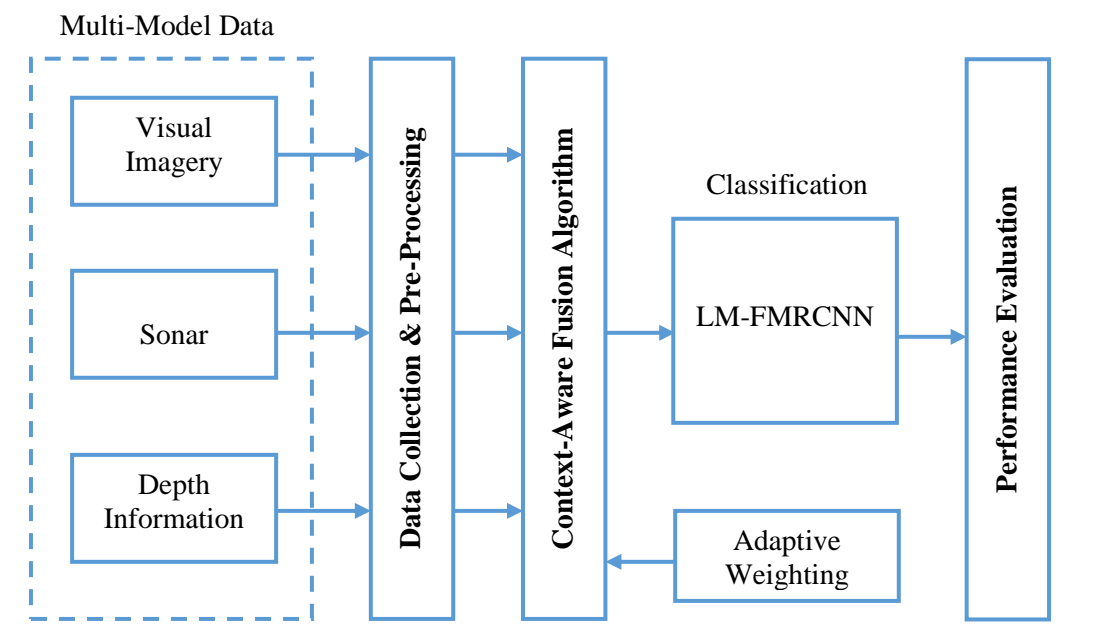 Multi-Model Data
Visual
Imagery
Sonar
Depth
Information
Data Collection & Pre-Processing
Context-Aware Fusion Algorithm
Classification
LM-FMRCNN
Adaptive
Weighting
Performance Evaluation